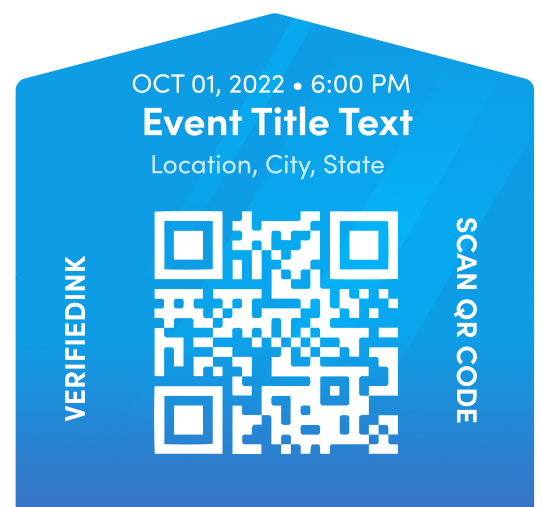 OCT 01, 2022 • 6:00 PM
Event Title Text
Location, City, State
VERIFIEDINK
SCAN QR CODE